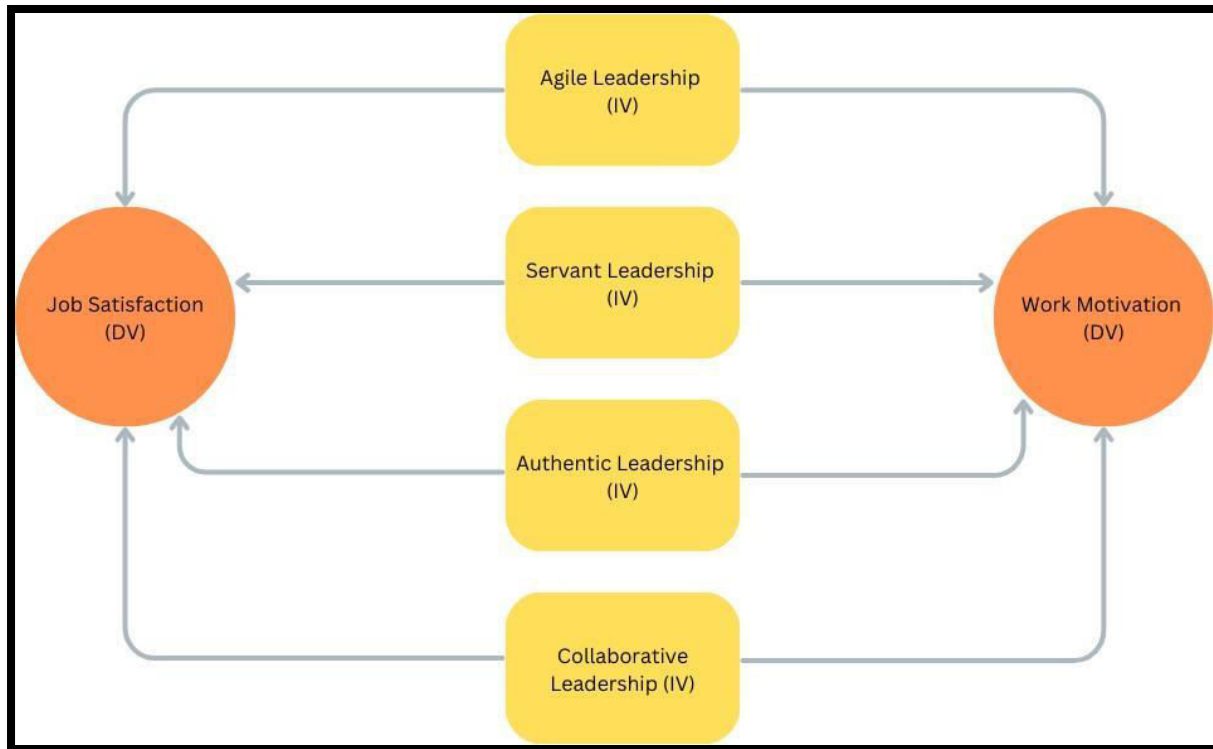 Agile Leadership
(IV)
Servant Leadership
(IV)
Job Satisfaction
(DV)
Work Motivation
(DV)
Authentic Leadership
(IV)
Collaborative
Leadership (IV)